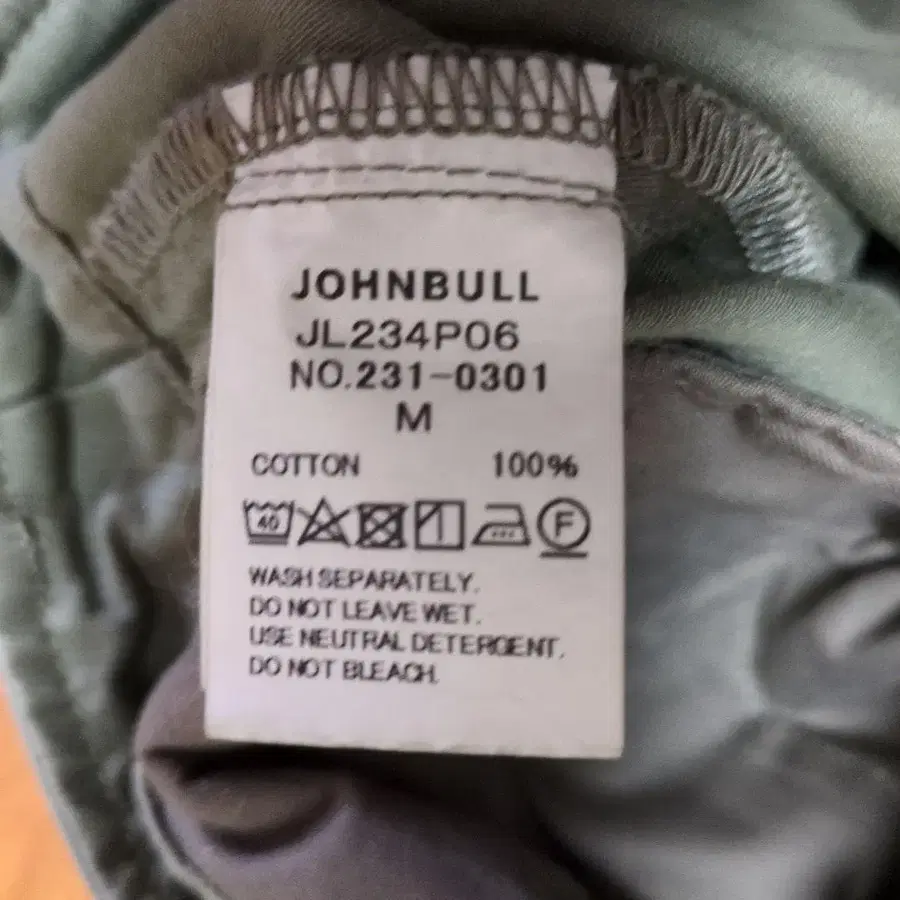 JOHNBULL
JL234P06
NO.231-0301
M
COTTON 100%
40 F
WASH SEPARATELY.
DO NOT LEAVE WET.
USE NEUTRAL DETERGENT.
DO NOT BLEACH.